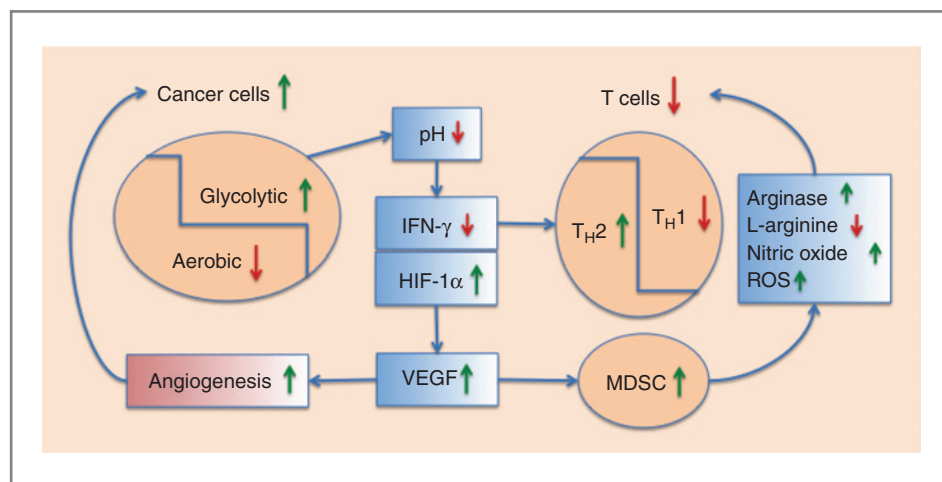 Cancer cells
T cells
pH
Glycolytic
Aerobic
IFN-γ
HIF-1α
TH2
TH1
Arginase
L-arginine
Nitric oxide
ROS
Angiogenesis
VEGF
MDSC